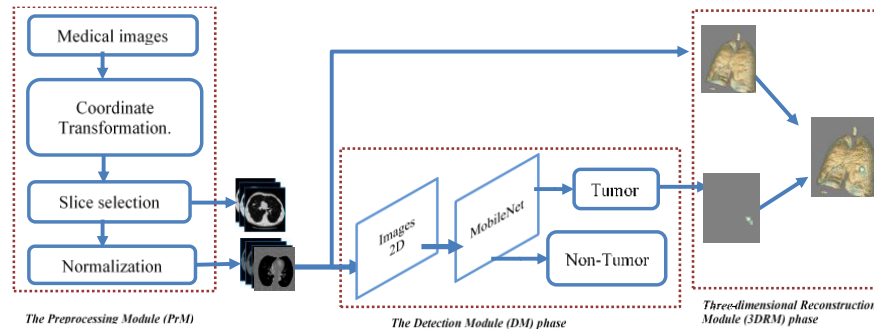 Medical images
Coordinate
Transformation.
Slice selection
Normalization
Images
2D
MobileNet
Tumor
Non-Tumor
The Preprocessing Module (PrM)
The Detection Module (DM) phase
Three-dimensional Reconstruction
Module (3DRM) phase